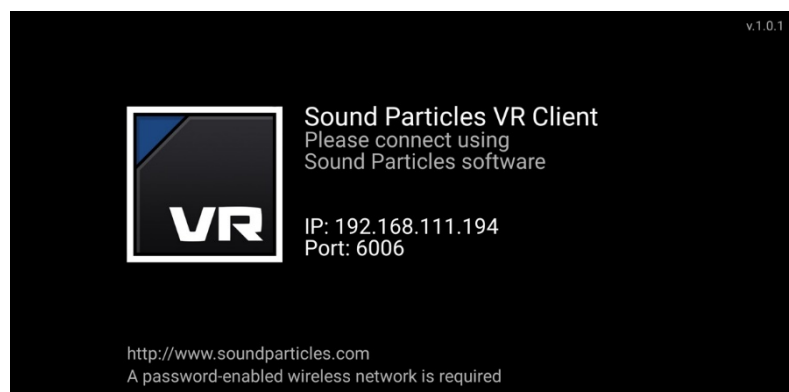 v.1.0.1
Sound Particles VR Client
Please connect using
Sound Particles software
VR
IP: 192.168.111.194
Port: 6006
http://www.soundparticles.com
A password-enabled wireless network is required